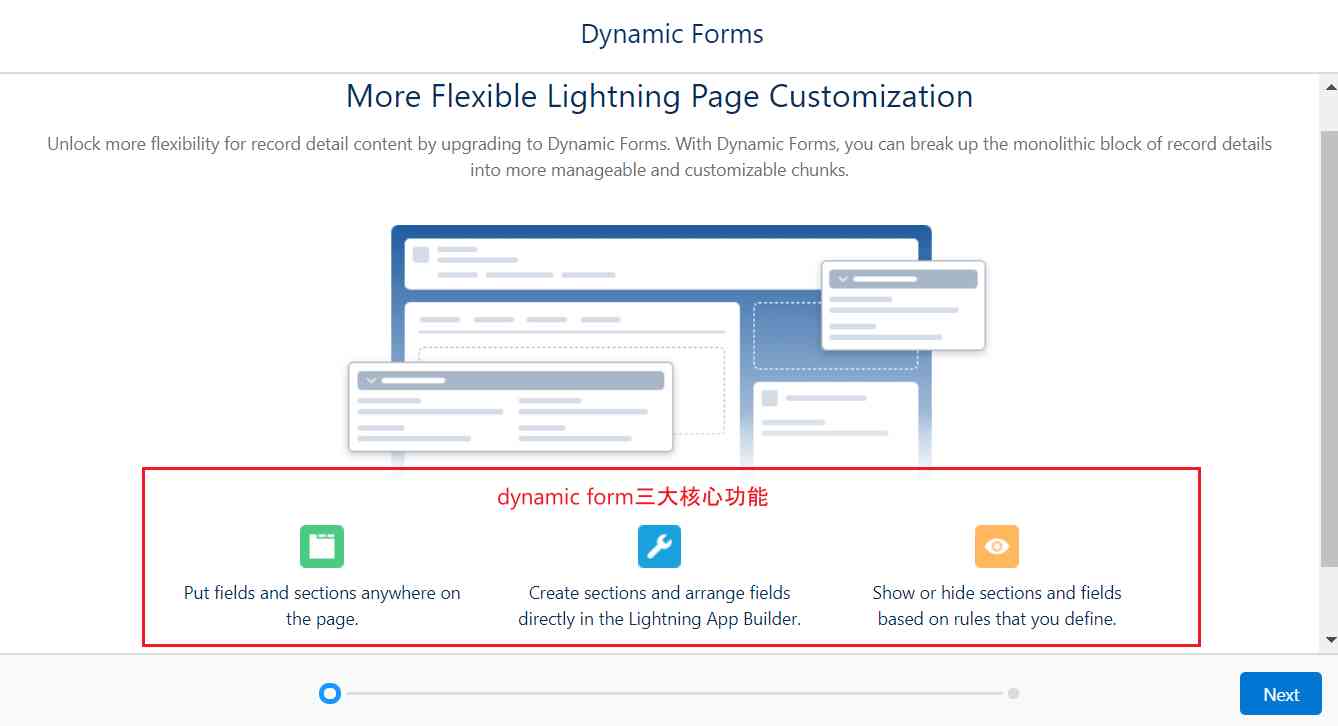 Dynamic Forms
More Flexible Lightning Page Customization
Unlock more flexibility for record detail content by upgrading to Dynamic Forms. With Dynamic Forms, you can break up the monolithic block of record details
into more manageable and customizable chunks.
dynamic form三大核心功能
Put fields and sections anywhere on
the page.
Create sections and arrange fields
directly in the Lightning App Builder.
Show or hide sections and fields
based on rules that you define.
Next